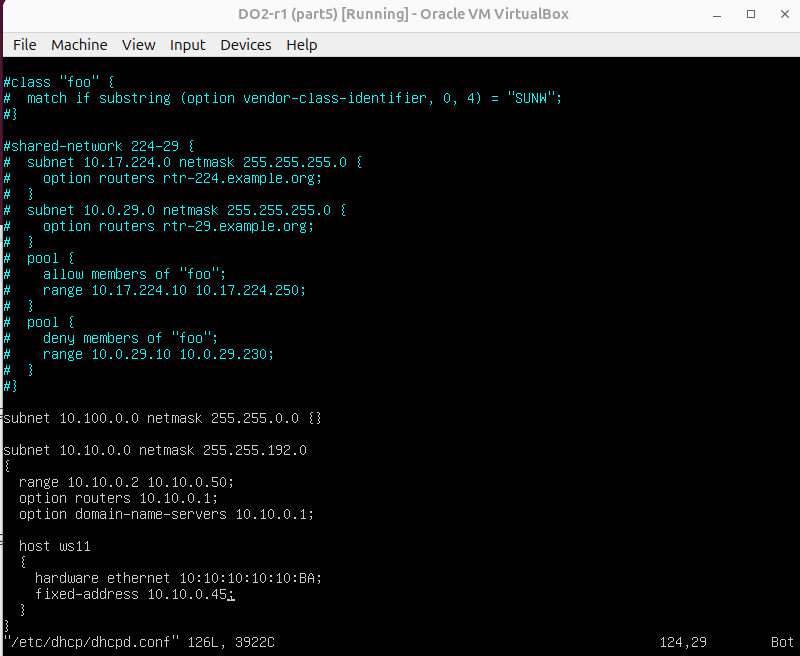 DO2-r1 (part5) [Running] - Oracle VM VirtualBox
File Machine View Input Devices Help
#class "foo" {
#  match if substring (option vendor-class-identifier, 0, 4) = "SUNW";
#}
#shared-network 224-29 {
#  subnet 10.17.224.0 netmask 255.255.255.0 {
#    option routers rtr-224.example.org;
#  }
#  subnet 10.0.29.0 netmask 255.255.255.0 {
#    option routers rtr-29.example.org;
#  }
#  pool {
#    allow members of "foo";
#    range 10.17.224.10 10.17.224.250;
#  }
#  pool {
#    deny members of "foo";
#    range 10.0.29.10 10.0.29.230;
#  }
#}
subnet 10.100.0.0 netmask 255.255.0.0 {}
subnet 10.10.0.0 netmask 255.255.192.0
{
  range 10.10.0.2 10.10.0.50;
  option routers 10.10.0.1;
  option domain-name-servers 10.10.0.1;
  host ws11
  {
    hardware ethernet 10:10:10:10:10:BA;
    fixed-address 10.10.0.45;
  }
}
"/etc/dhcp/dhcpd.conf" 126L, 3922C 124,29 Bot